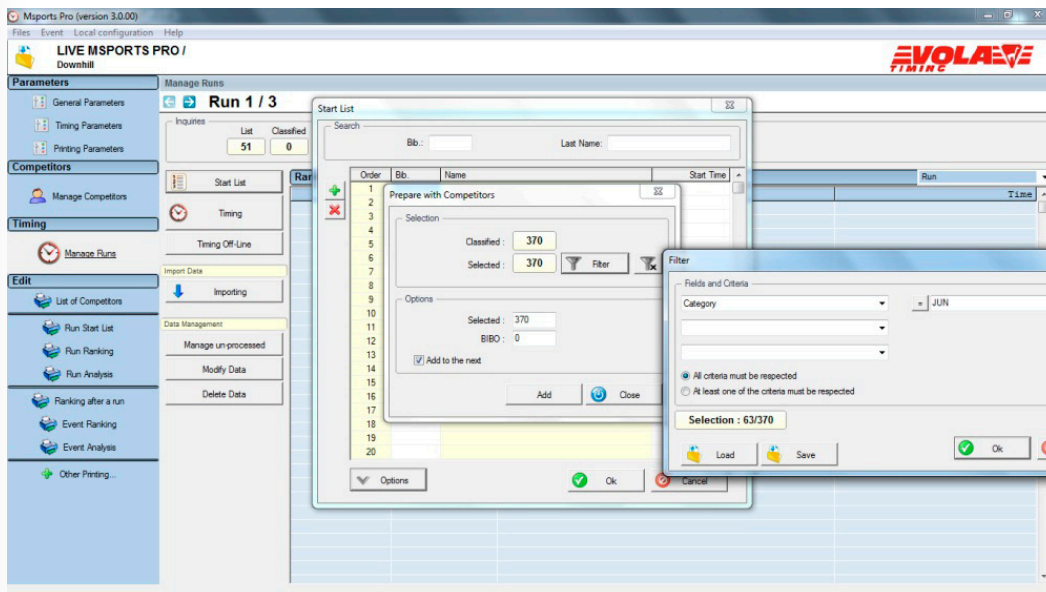 Msports Pro (version 3.0.00)
Files Event Local configuration Help
LIVE MSPORTS PRO /
Downhill
VOLA
TIMING
Parameters
General Parameters
Timing Parameters
Printing Parameters
Competitors
Manage Competitors
Timing
Manage Runs
Edit
List of Competitors
Run Start List
Run Ranking
Run Analysis
Ranking after a run
Event Ranking
Event Analysis
Other Printing...
Manage Runs
Run 1 / 3
Inquiries
List Classified
51 0
Start List
Timing
Timing Off-Line
Import Data
Importing
Data Management
Manage un-processed
Modify Data
Delete Data
Run
Time
Start List
Search
Bib.: Last Name:
Order Bib. Name Start Time
1
2
3
4
5
6
7
8
9
10
11
12
13
14
15
16
17
18
19
20
Options Ok Cancel
Prepare with Competitors
Selection
Classified : 370
Selected : 370 Filter
Options
Selected : 370
BIBO : 0
Add to the next
Add Close
Filter
Fields and Criteria
Category = JUN
All criteria must be respected
At least one of the criteria must be respected
Selection : 63/370
Load Save Ok